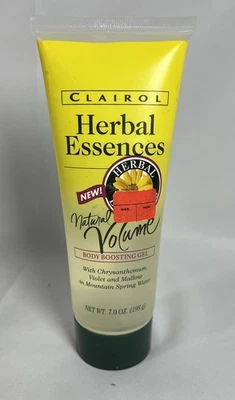 CLAIROL
Herbal
Essences
NEW!
HERBAL
Natural
Volume
BODY BOOSTING GEL
With Chrysanthemum,
Violet and Mallow
in Mountain Spring Water
NET WT. 7.0 OZ. (198g)